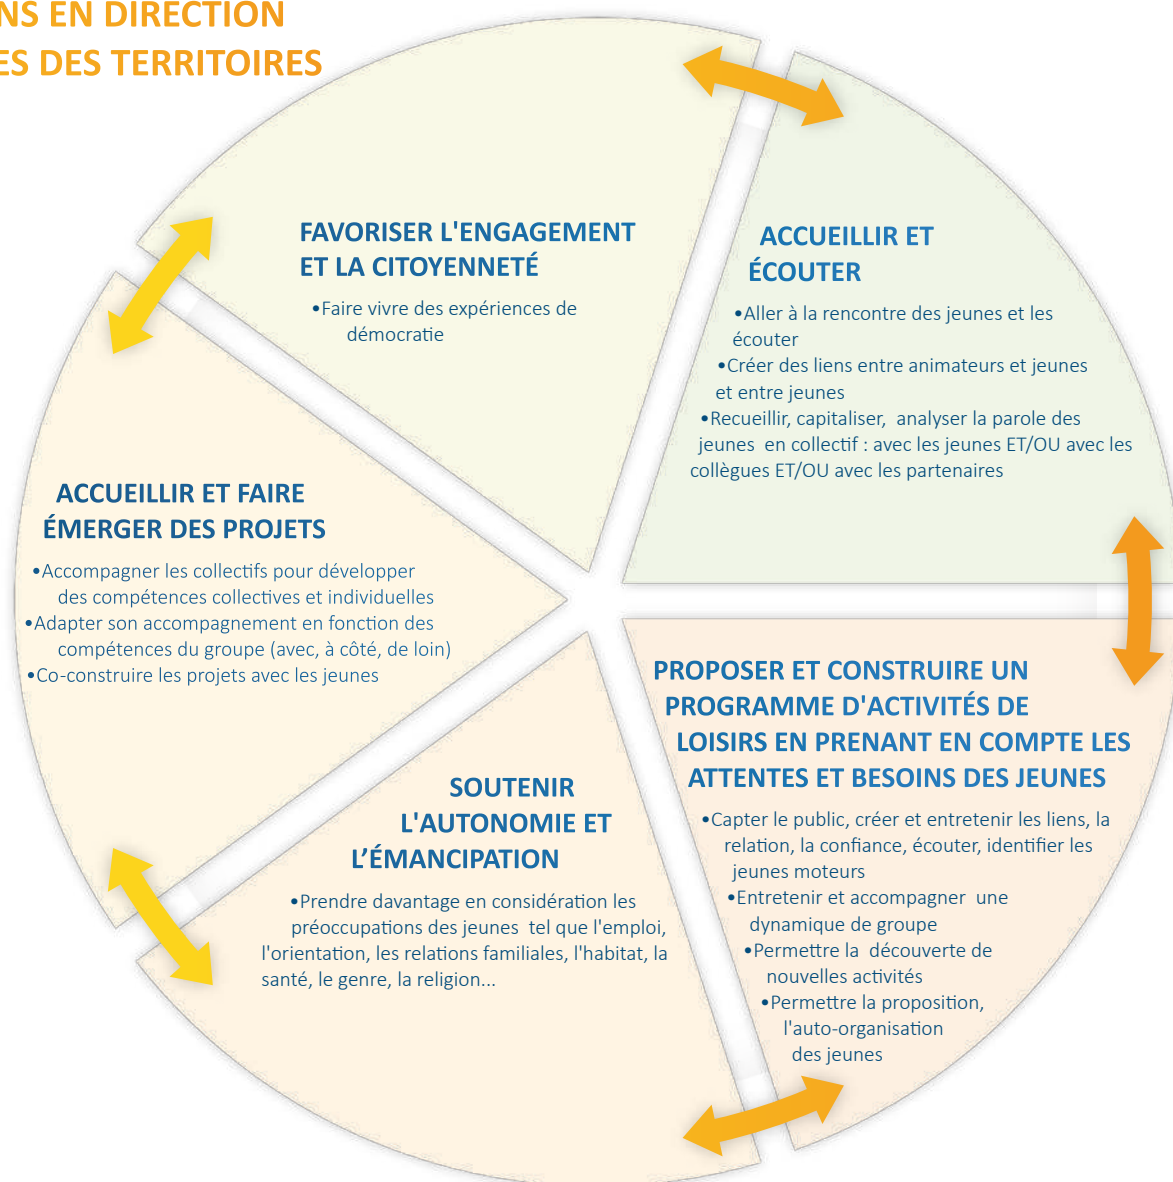 NS EN DIRECTION
ES DES TERRITOIRES
FAVORISER L'ENGAGEMENT
ET LA CITOYENNETÉ
•Faire vivre des expériences de
démocratie
ACCUEILLIR ET
ÉCOUTER
•Aller à la rencontre des jeunes et les
écouter
•Créer des liens entre animateurs et jeunes
et entre jeunes
•Recueillir, capitaliser, analyser la parole des
jeunes en collectif : avec les jeunes ET/OU avec les
collègues ET/OU avec les partenaires
ACCUEILLIR ET FAIRE
ÉMERGER DES PROJETS
•Accompagner les collectifs pour développer
des compétences collectives et individuelles
•Adapter son accompagnement en fonction des
compétences du groupe (avec, à côté, de loin)
•Co-construire les projets avec les jeunes
PROPOSER ET CONSTRUIRE UN
PROGRAMME D'ACTIVITÉS DE
LOISIRS EN PRENANT EN COMPTE LES
ATTENTES ET BESOINS DES JEUNES
•Capter le public, créer et entretenir les liens, la
relation, la confiance, écouter, identifier les
jeunes moteurs
•Entretenir et accompagner une
dynamique de groupe
•Permettre la découverte de
nouvelles activités
•Permettre la proposition,
l'auto-organisation
des jeunes
SOUTENIR
L'AUTONOMIE ET
L’ÉMANCIPATION
•Prendre davantage en considération les
préoccupations des jeunes tel que l'emploi,
l'orientation, les relations familiales, l'habitat, la
santé, le genre, la religion...